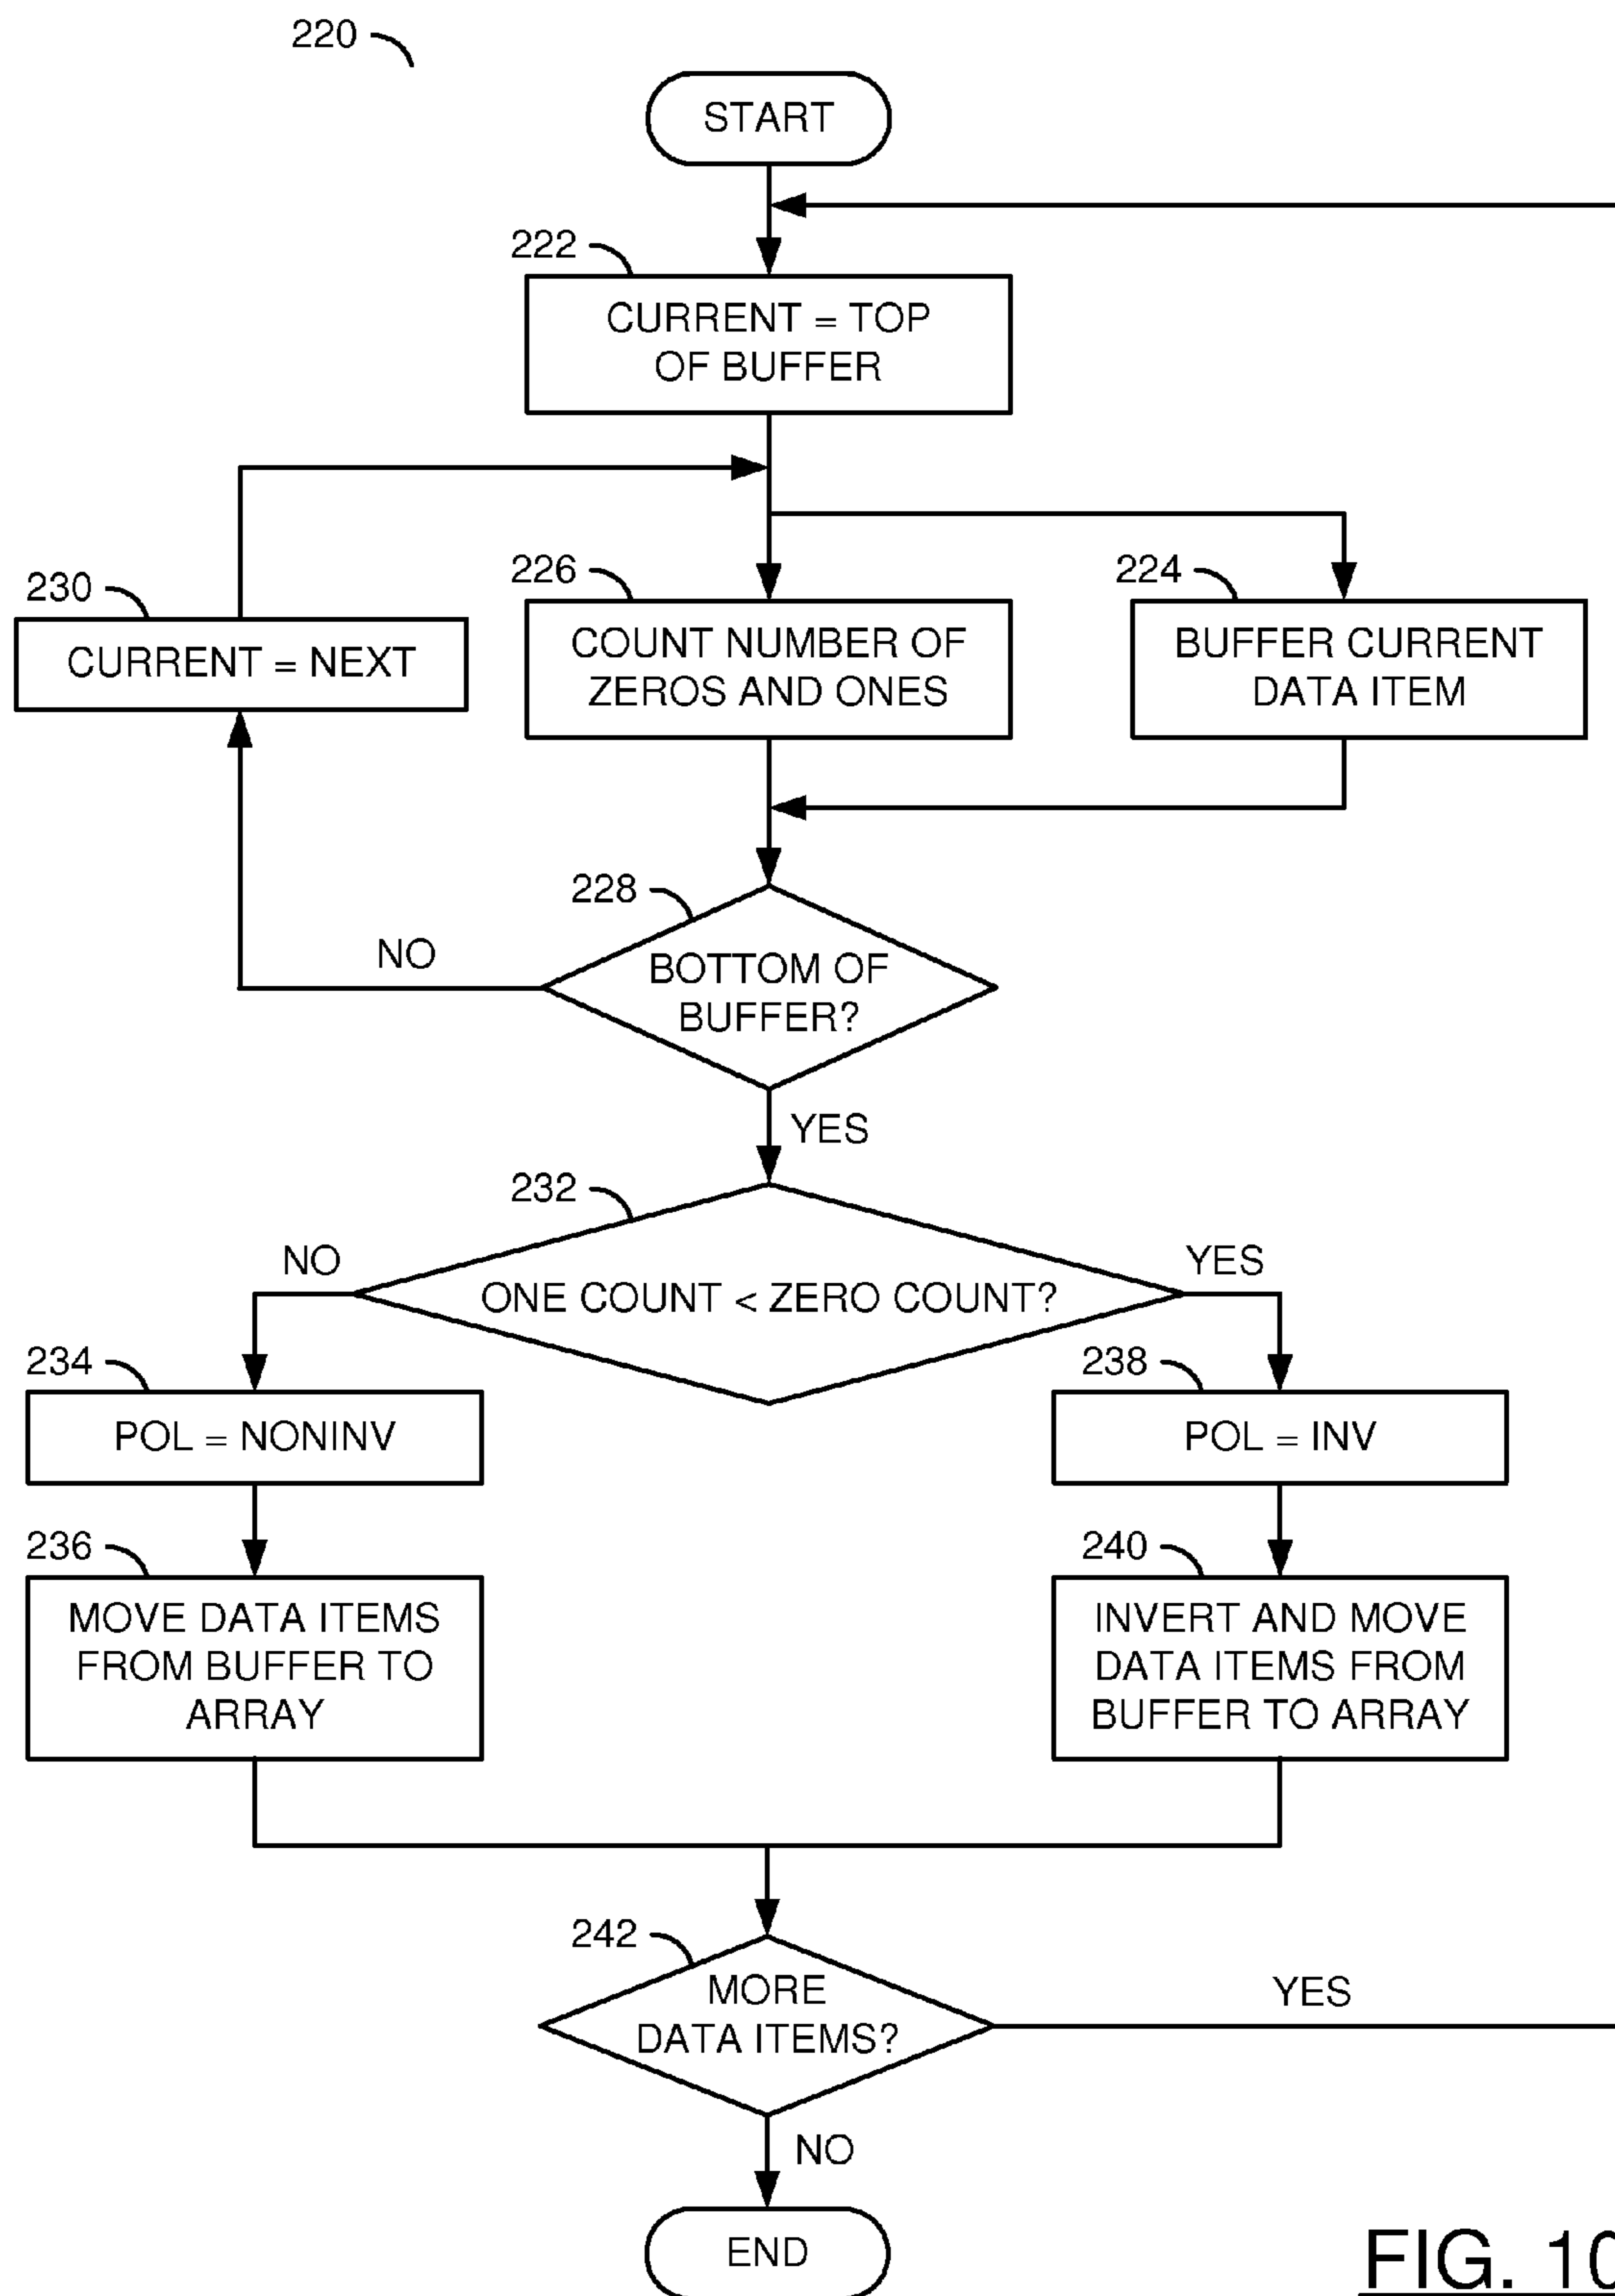 220
START
222
CURRENT = TOP
OF BUFFER
230
CURRENT = NEXT
226
COUNT NUMBER OF
ZEROS AND ONES
224
BUFFER CURRENT
DATA ITEM
228
BOTTOM OF
BUFFER?
NO
YES
232
ONE COUNT < ZERO COUNT?
NO
YES
234
POL = NONINV
238
POL = INV
236
MOVE DATA ITEMS
FROM BUFFER TO
ARRAY
240
INVERT AND MOVE
DATA ITEMS FROM
BUFFER TO ARRAY
242
MORE
DATA ITEMS?
YES
NO
END
FIG. 10